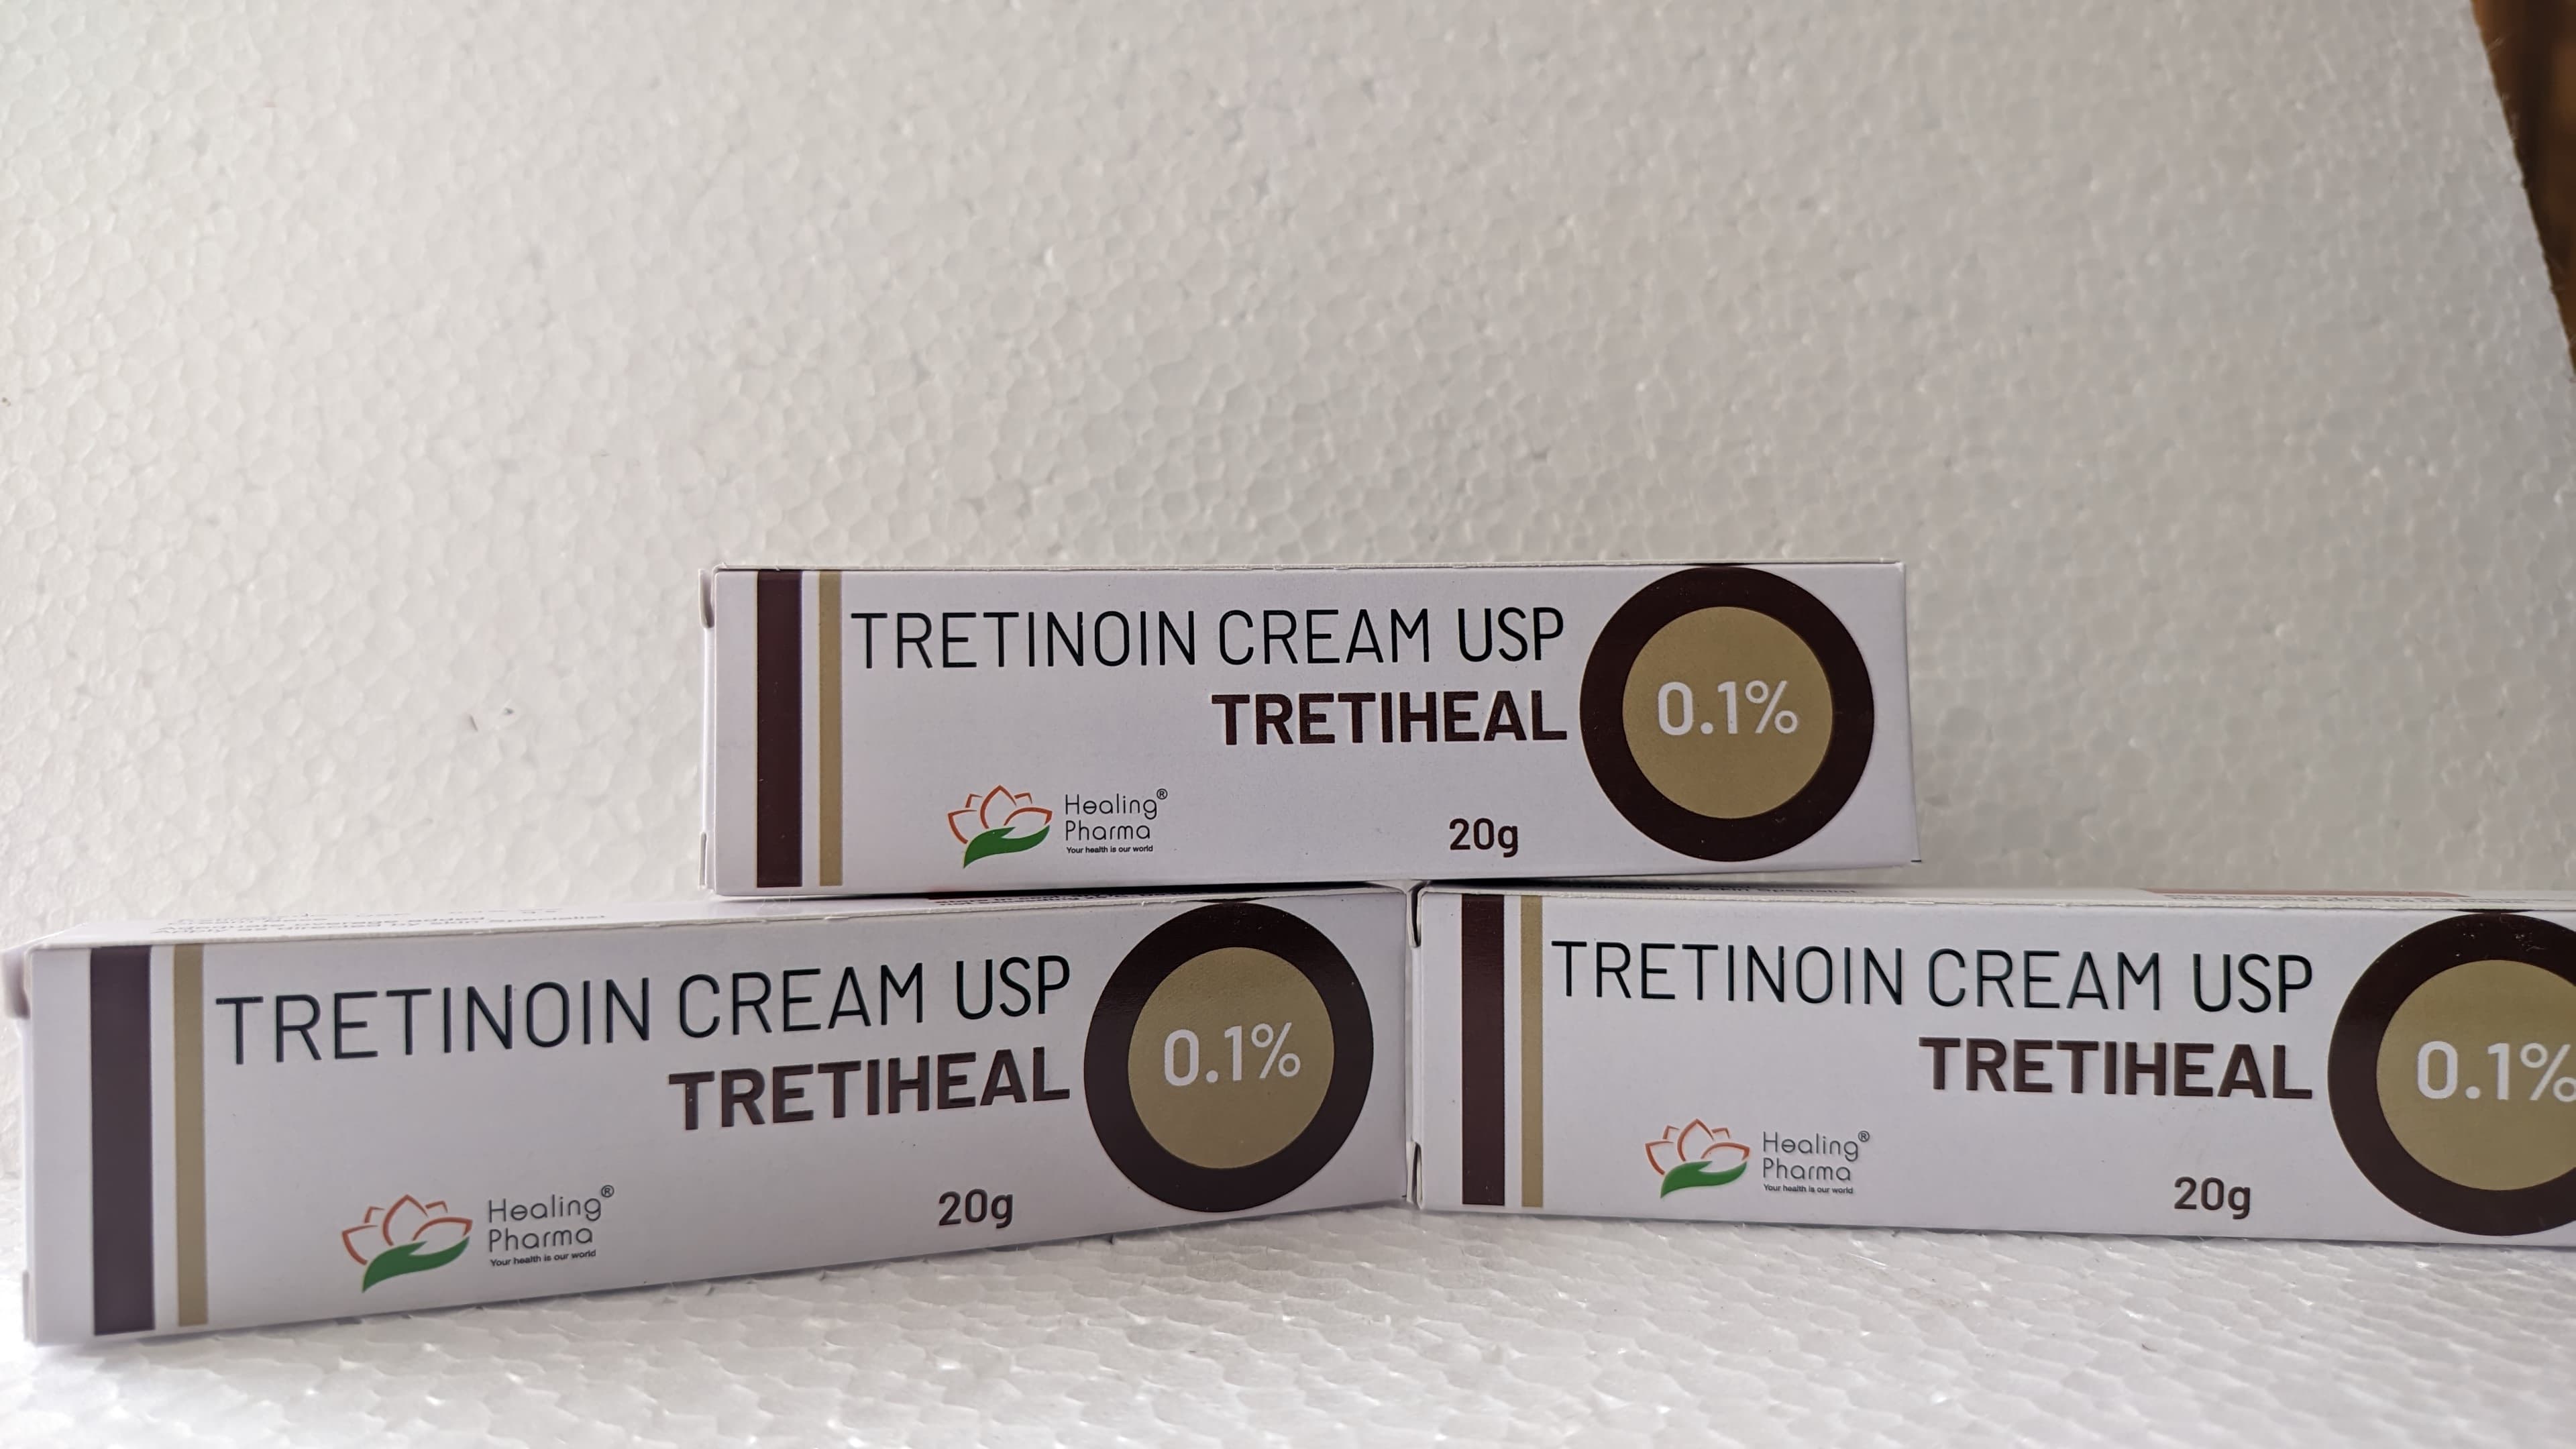 TRETINOIN CREAM USP
TRETIHEAL
0.1%
Healing®
Pharma
Your health is our world
20g
TRETINOIN CREAM USP
TRETIHEAL
0.1%
Healing®
Pharma
Your health is our world
20g
TRETINOIN CREAM USP
TRETIHEAL
0.1%
Healing®
Pharma
Your health is our world
20g